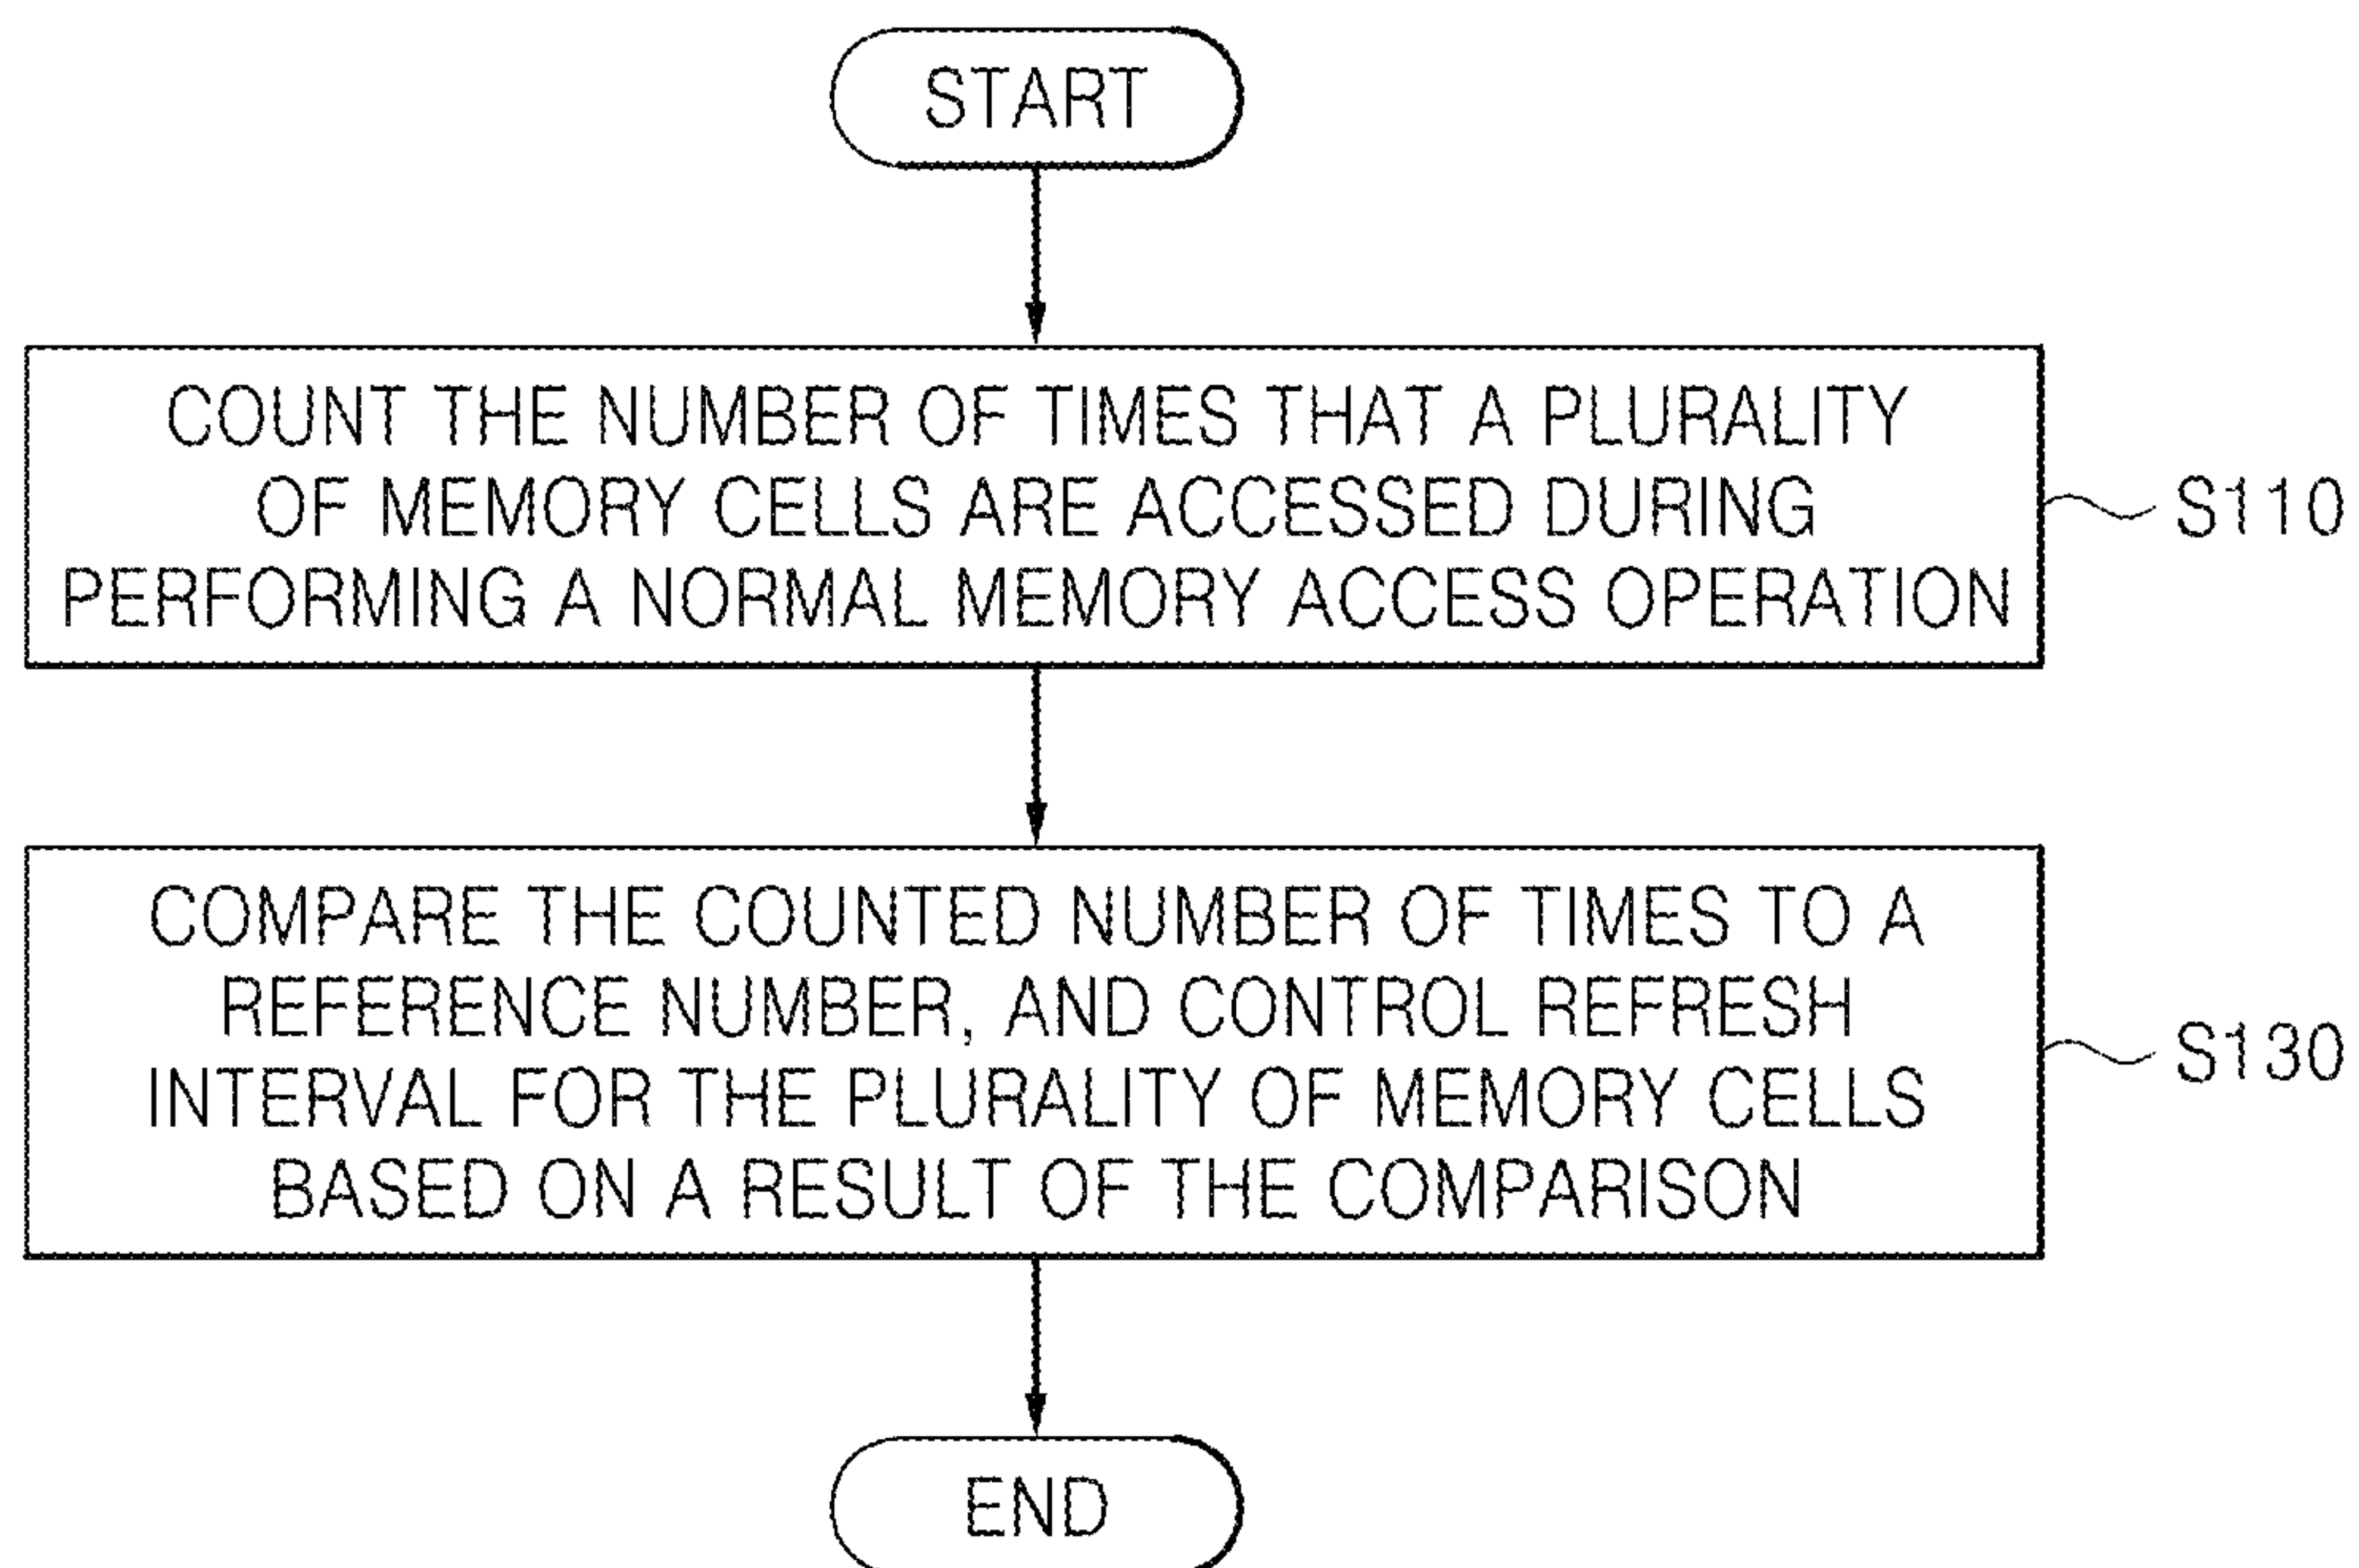 START
COUNT THE NUMBER OF TIMES THAT A PLURALITY
OF MEMORY CELLS ARE ACCESSED DURING
PERFORMING A NORMAL MEMORY ACCESS OPERATION
S110
COMPARE THE COUNTED NUMBER OF TIMES TO A
REFERENCE NUMBER, AND CONTROL REFRESH
INTERVAL FOR THE PLURALITY OF MEMORY CELLS
BASED ON A RESULT OF THE COMPARISON
S130
END